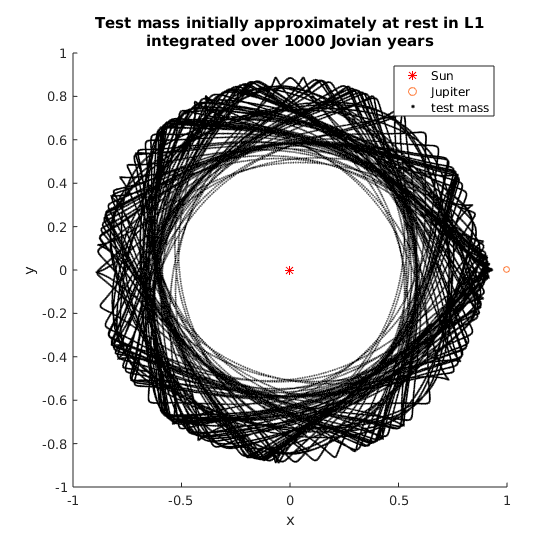 Test mass initially approximately at rest in L1
integrated over 1000 Jovian years
Sun
Jupiter
test mass
1
0.8
0.6
0.4
0.2
0
-0.2
-0.4
-0.6
-0.8
-1
y
-1
-0.5
0
0.5
1
x